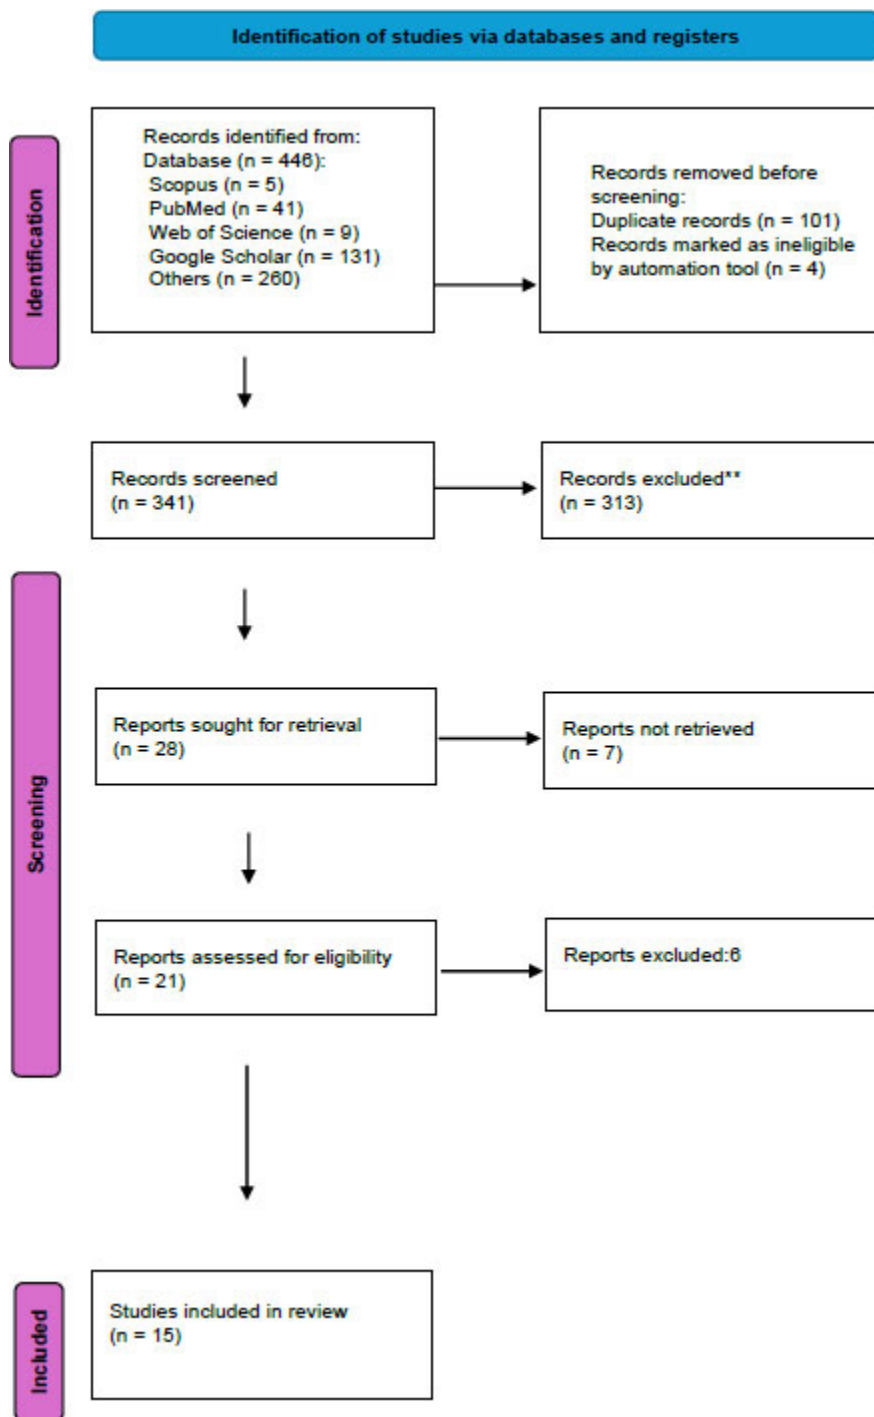 Identification of studies via databases and registers
Identification
Records identified from:
Database (n = 446):
Scopus (n = 5)
PubMed (n = 41)
Web of Science (n = 9)
Google Scholar (n = 131)
Others (n = 260)
Records removed before
screening:
Duplicate records (n = 101)
Records marked as ineligible
by automation tool (n = 4)
Records screened
(n = 341)
Records excluded**
(n = 313)
Screening
Reports sought for retrieval
(n = 28)
Reports not retrieved
(n = 7)
Reports assessed for eligibility
(n = 21)
Reports excluded:6
Included
Studies included in review
(n = 15)